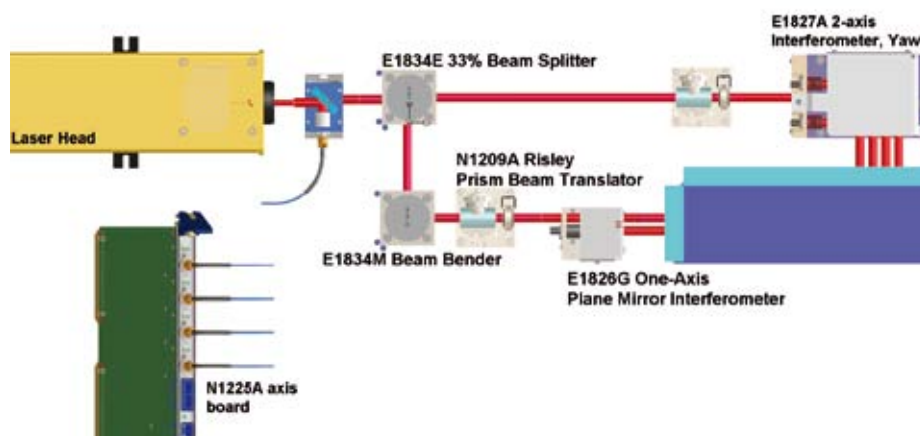 E1827A 2-axis
Interferometer, Yaw
E1834E 33% Beam Splitter
Laser Head
N1209A Risley
Prism Beam Translator
E1834M Beam Bender
E1826G One-Axis
Plane Mirror Interferometer
N1225A axis
board